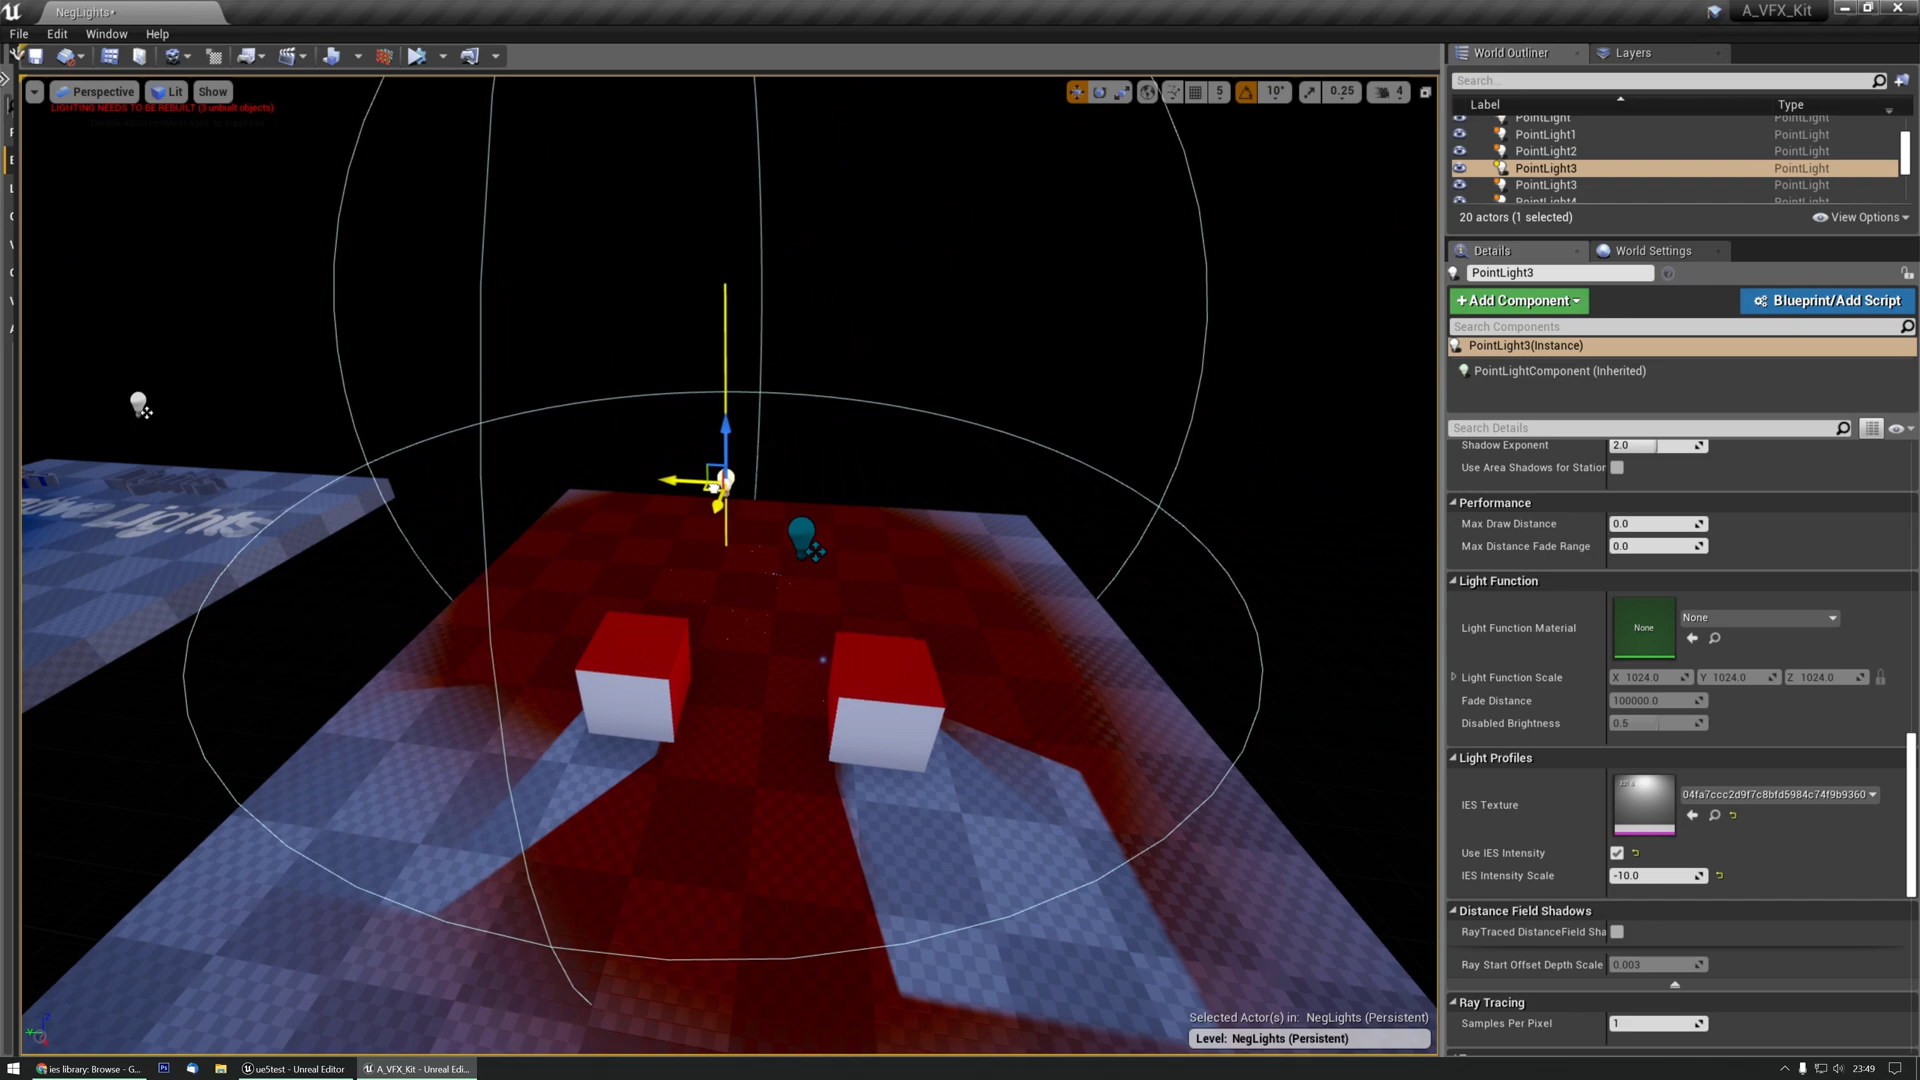 NegLights*
A_VFX_Kit
File Edit Window Help
Perspective Lit Show
5 10° 0.25 4
LIGHTING NEEDS TO BE REBUILT (3 unbuilt objects)
World Outliner Layers
Search...
Label Type
PointLight PointLight
PointLight1 PointLight
PointLight2 PointLight
PointLight3 PointLight
PointLight3 PointLight
PointLight4 PointLight
20 actors (1 selected) View Options
Details World Settings
PointLight3
+Add Component Blueprint/Add Script
Search Components
PointLight3(Instance)
PointLightComponent (Inherited)
Search Details
Shadow Exponent 2.0
Use Area Shadows for Station
Performance
Max Draw Distance 0.0
Max Distance Fade Range 0.0
Light Function
Light Function Material None None
Light Function Scale X 1024.0 Y 1024.0 Z 1024.0
Fade Distance 100000.0
Disabled Brightness 0.5
Light Profiles
IES Texture 04fa7ccc2d9f7c8bfd5984c74f9b9360
Use IES Intensity
IES Intensity Scale -10.0
Distance Field Shadows
RayTraced DistanceField Sha
Ray Start Offset Depth Scale 0.003
Ray Tracing
Samples Per Pixel 1
ative Lights
Selected Actor(s) in: NegLights (Persistent)
Level: NegLights (Persistent)
ies library: Browse - G... ue5test - Unreal Editor A_VFX_Kit - Unreal Edi... 23:49